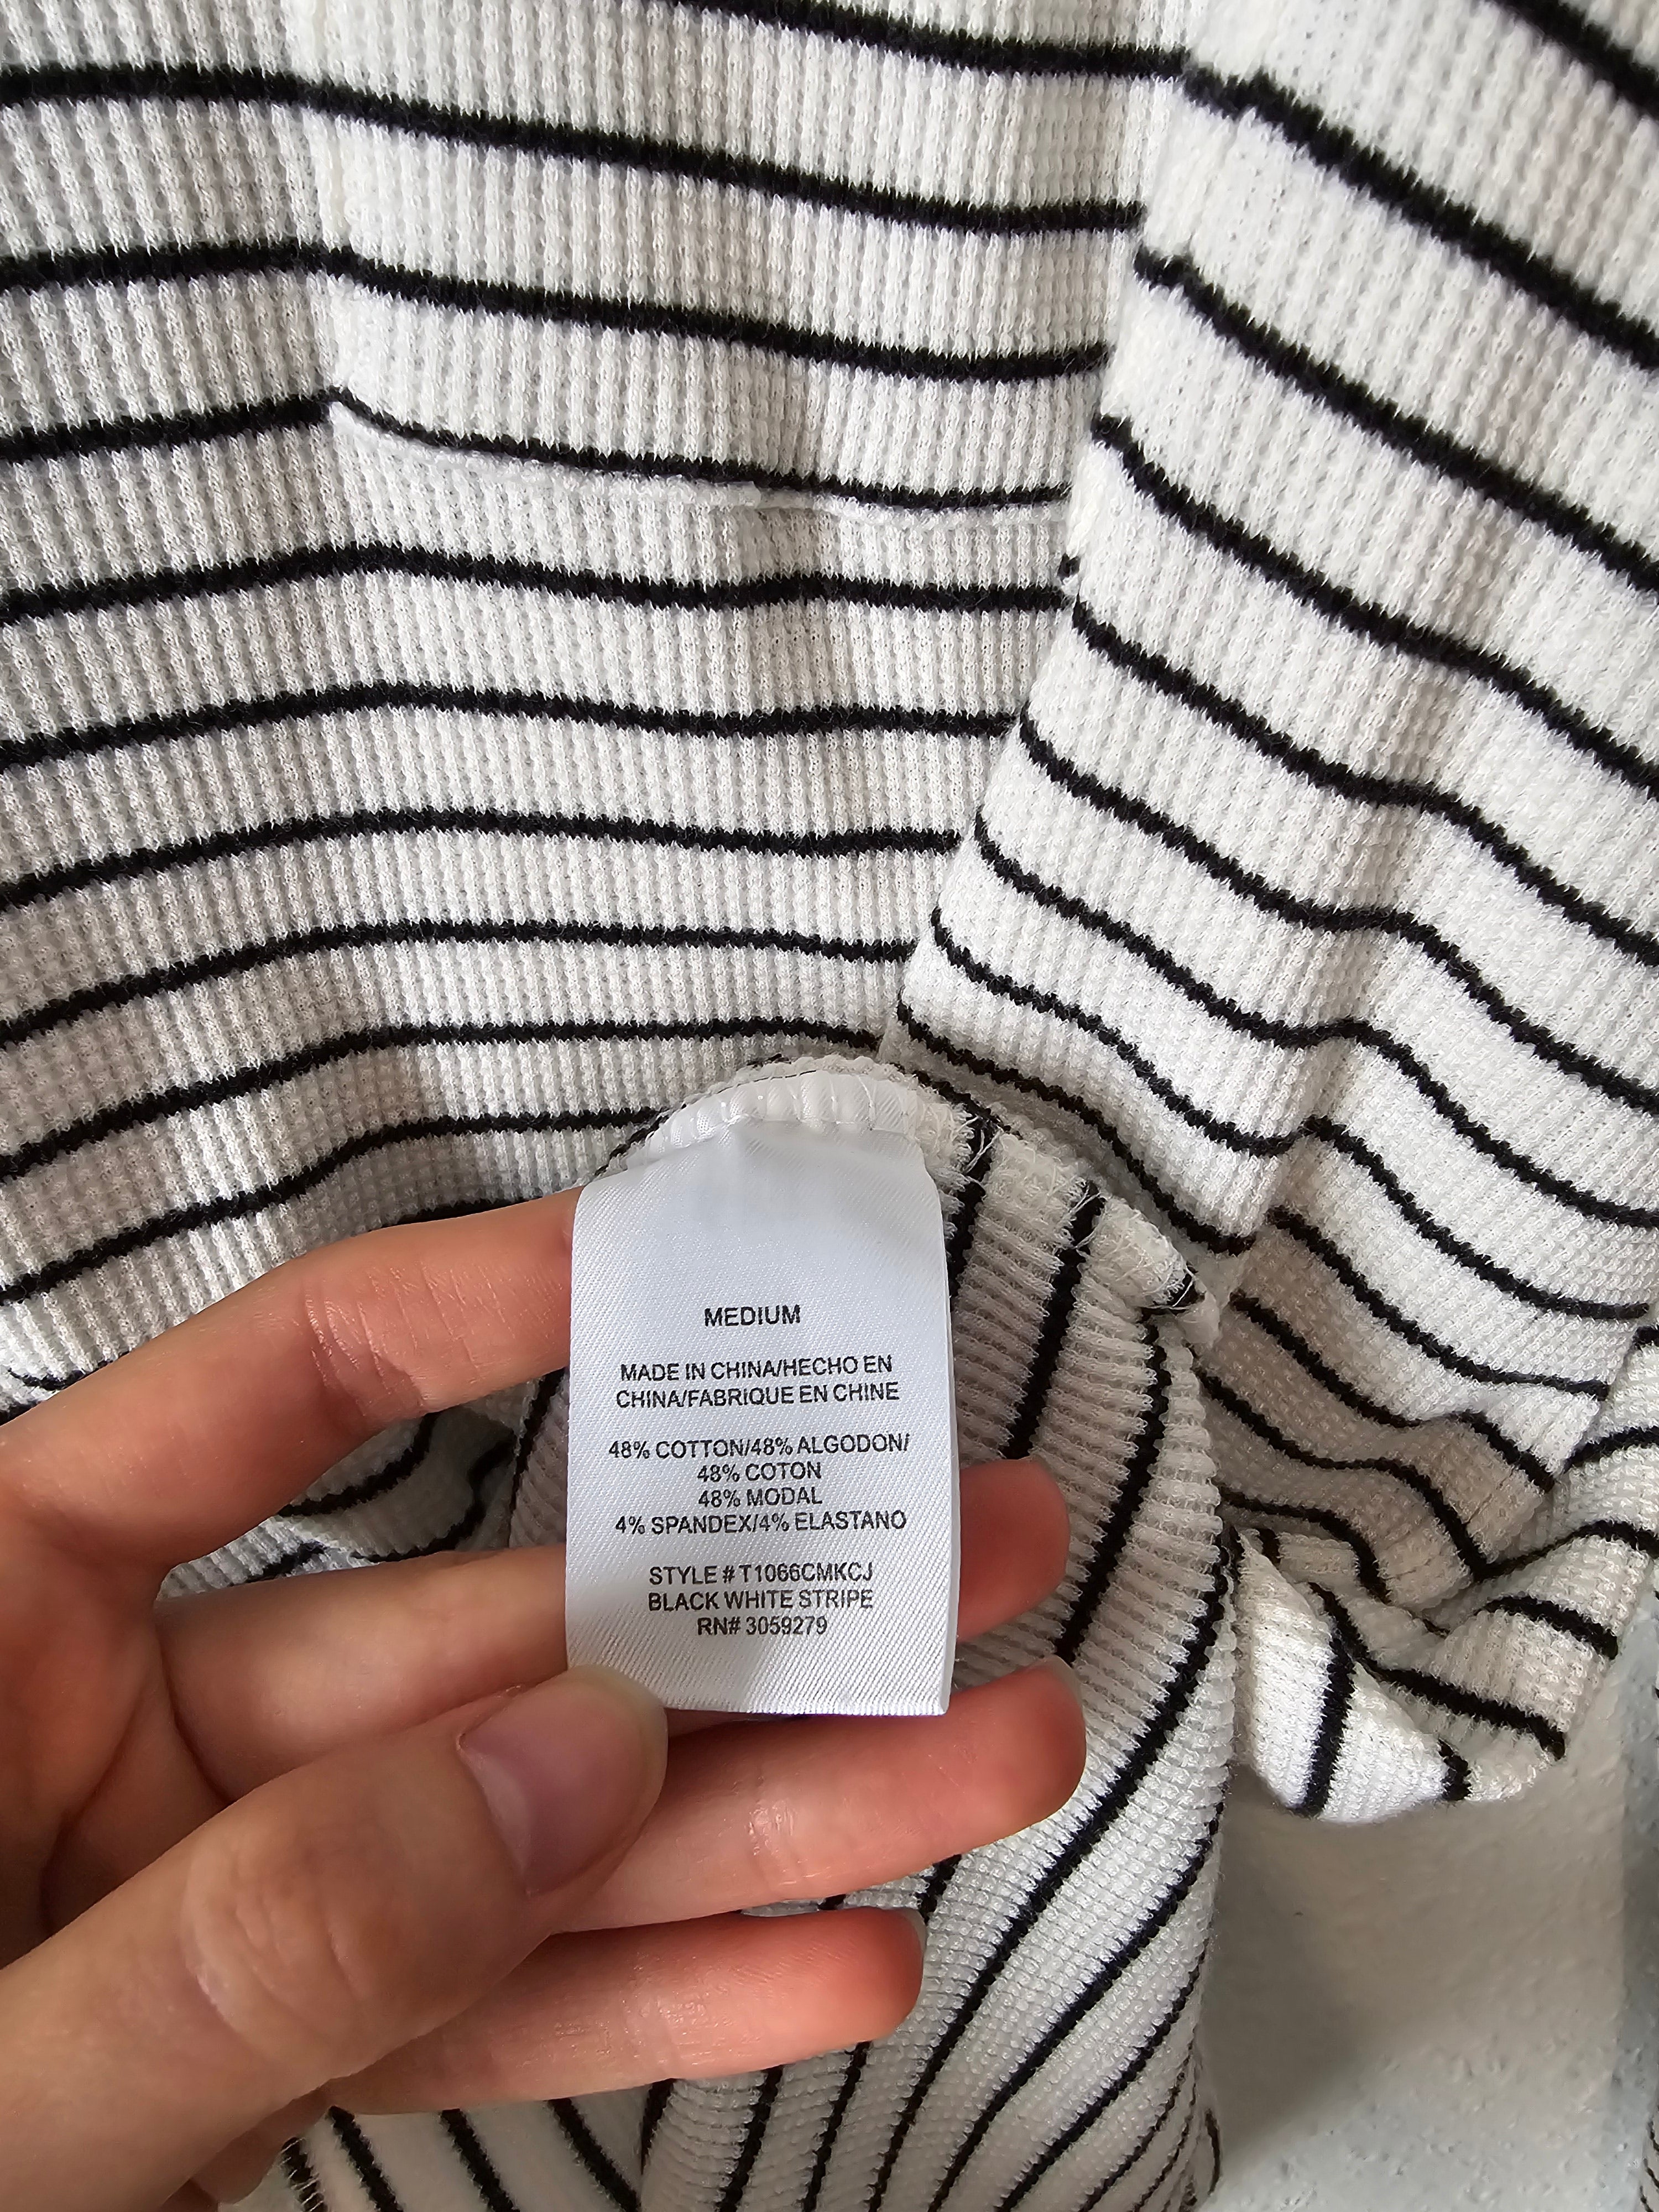 MEDIUM
MADE IN CHINA/HECHO EN
CHINA/FABRIQUE EN CHINE
48% COTTON/48% ALGODON/
48% COTON
48% MODAL
4% SPANDEX/4% ELASTANO
STYLE # T1066CMKCJ
BLACK WHITE STRIPE
RN# 3059279